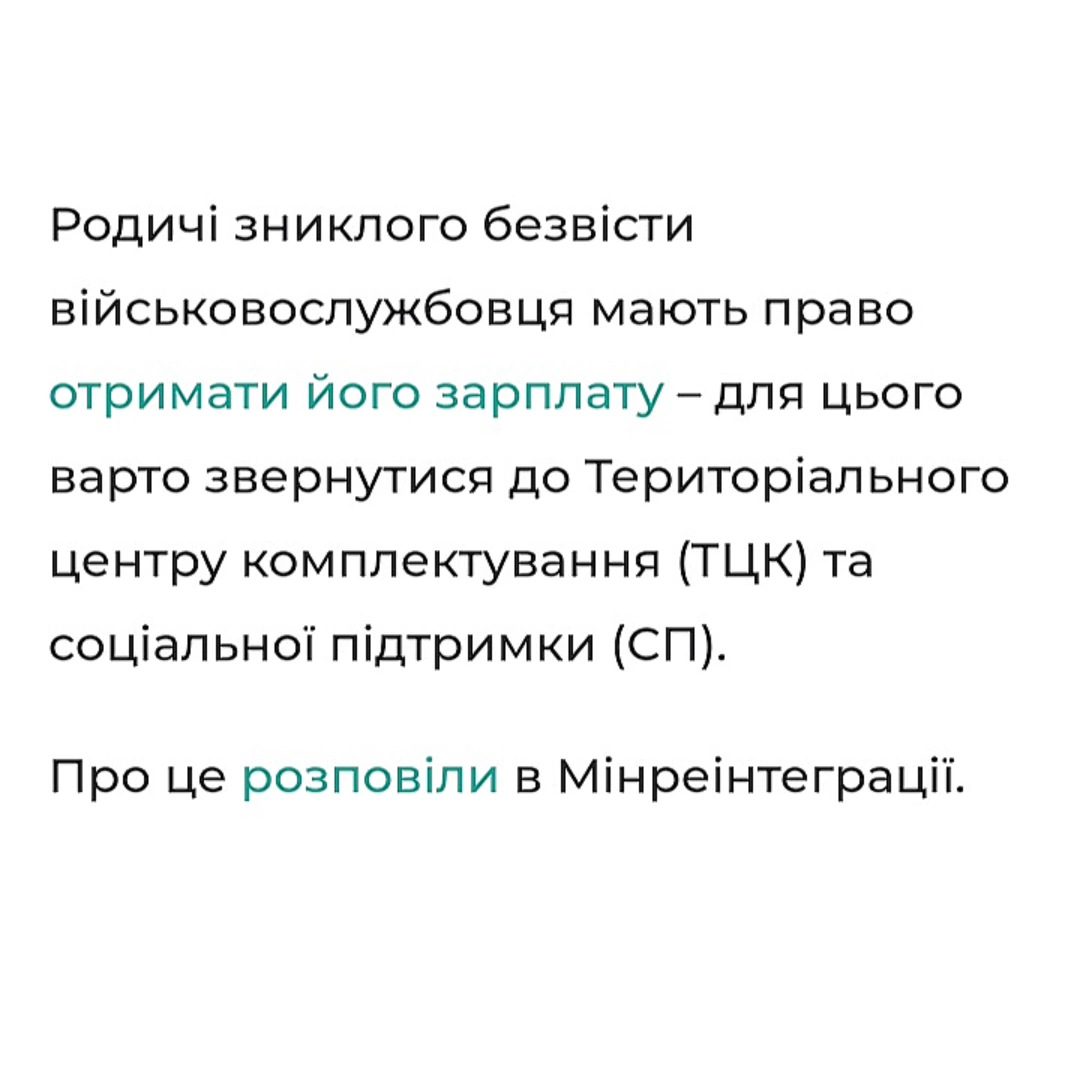 Родичі зниклого безвісти
військовослужбовця мають право
отримати його зарплату – для цього
варто звернутися до Територіального
центру комплектування (ТЦК) та
соціальної підтримки (СП).
Про це розповіли в Мінреінтеграції.